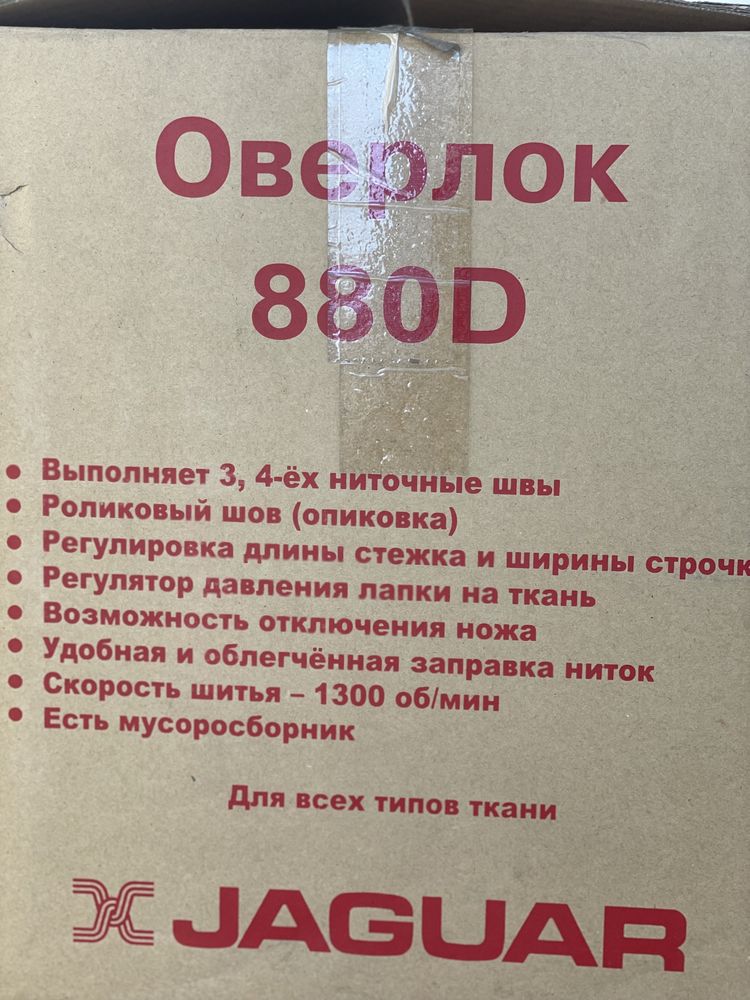 Оверлок
880D
• Выполняет 3, 4-ёх ниточные швы
• Роликовый шов (опиковка)
• Регулировка длины стежка и ширины строчк
• Регулятор давления лапки на ткань
• Возможность отключения ножа
• Удобная и облегчённая заправка ниток
• Скорость шитья – 1300 об/мин
• Есть мусоросборник
Для всех типов ткани
JAGUAR